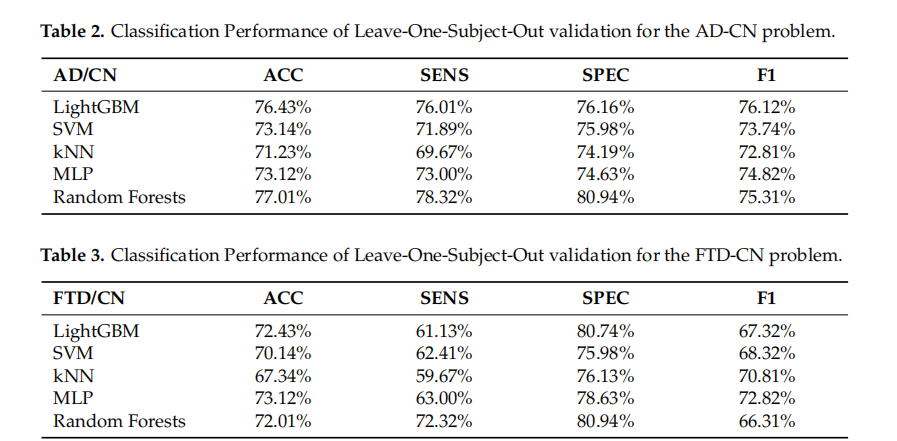 Table 2. Classification Performance of Leave-One-Subject-Out validation for the AD-CN problem.
AD/CN ACC SENS SPEC F1
LightGBM 76.43% 76.01% 76.16% 76.12%
SVM 73.14% 71.89% 75.98% 73.74%
kNN 71.23% 69.67% 74.19% 72.81%
MLP 73.12% 73.00% 74.63% 74.82%
Random Forests 77.01% 78.32% 80.94% 75.31%
Table 3. Classification Performance of Leave-One-Subject-Out validation for the FTD-CN problem.
FTD/CN ACC SENS SPEC F1
LightGBM 72.43% 61.13% 80.74% 67.32%
SVM 70.14% 62.41% 75.98% 68.32%
kNN 67.34% 59.67% 76.13% 70.81%
MLP 73.12% 63.00% 78.63% 72.82%
Random Forests 72.01% 72.32% 80.94% 66.31%